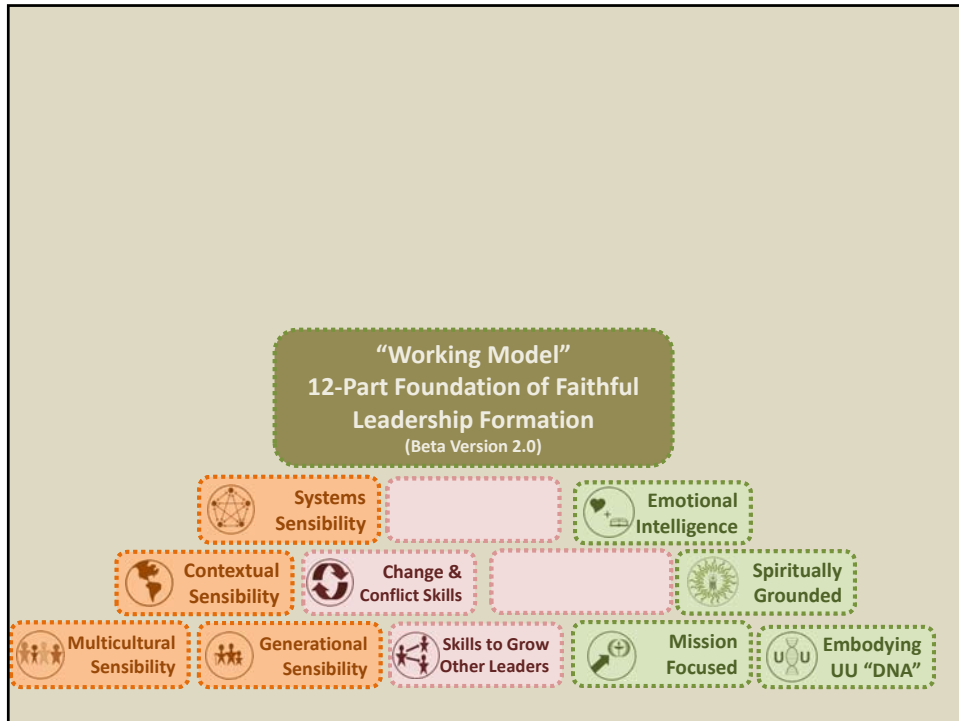 “Working Model”
12-Part Foundation of Faithful
Leadership Formation
(Beta Version 2.0)
Systems
Sensibility
Emotional
Intelligence
Contextual
Sensibility
Change &
Conflict Skills
Spiritually
Grounded
Multicultural
Sensibility
Generational
Sensibility
Skills to Grow
Other Leaders
Mission
Focused
U U
Embodying
UU “DNA”